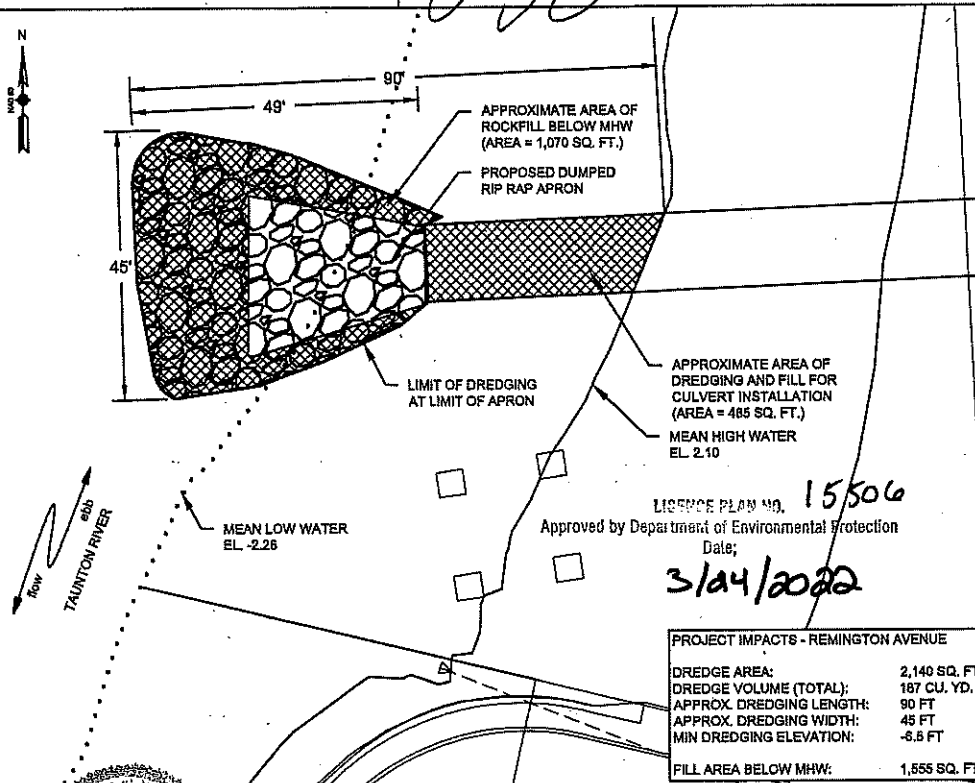 N
90'
49'
APPROXIMATE AREA OF
ROCKFILL BELOW MHW
(AREA = 1,070 SQ. FT.)
PROPOSED DUMPED
RIP RAP APRON
45'
LIMIT OF DREDGING
AT LIMIT OF APRON
APPROXIMATE AREA OF
DREDGING AND FILL FOR
CULVERT INSTALLATION
(AREA = 485 SQ. FT.)
MEAN HIGH WATER
EL. 2.10
MEAN LOW WATER
EL. -2.26
flow
ebb
TAUNTON RIVER
LICENSE PLAN NO. 15506
Approved by Department of Environmental Protection
Date;
3/24/2022
PROJECT IMPACTS - REMINGTON AVENUE
DREDGE AREA: 2,140 SQ. FT
DREDGE VOLUME (TOTAL): 187 CU. YD.
APPROX. DREDGING LENGTH: 90 FT
APPROX. DREDGING WIDTH: 45 FT
MIN DREDGING ELEVATION: -6.6 FT
FILL AREA BELOW MHW: 1,555 SQ. FT